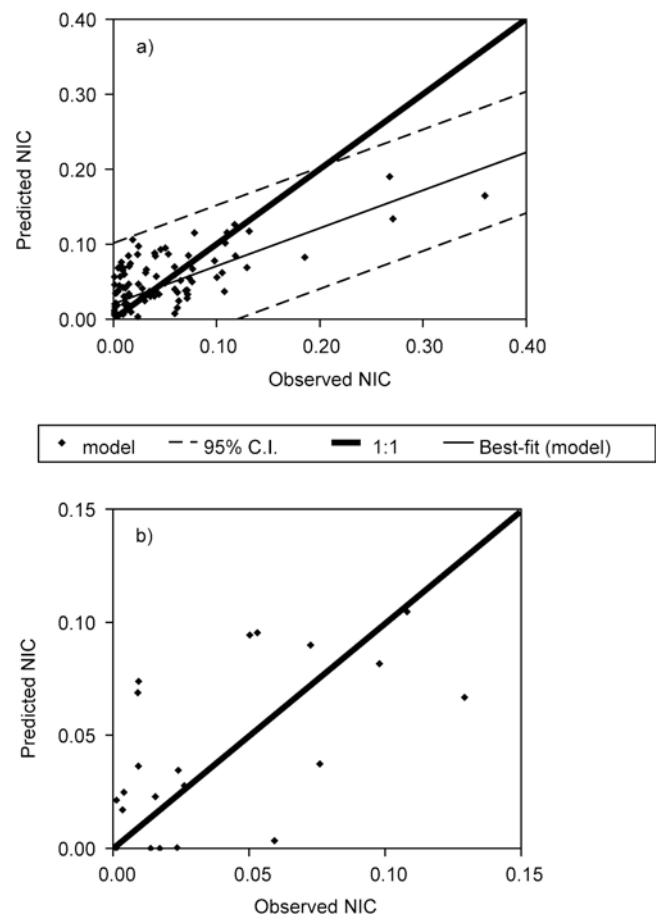 a)
0.40
0.30
0.20
0.10
0.00
Predicted NIC
0.00 0.10 0.20 0.30 0.40
Observed NIC
model 95% C.I. 1:1 Best-fit (model)
b)
0.15
0.10
0.05
0.00
Predicted NIC
0.00 0.05 0.10 0.15
Observed NIC